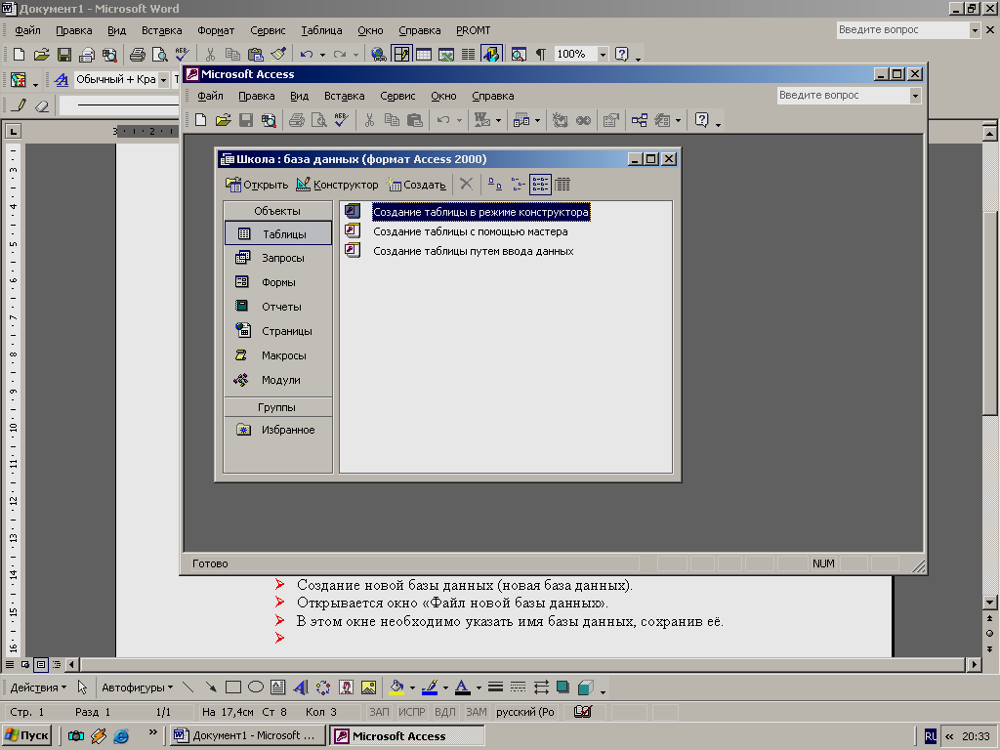 Документ1 - Microsoft Word
Файл Правка Вид Вставка Формат Сервис Таблица Окно Справка PROMT Введите вопрос
100%
Обычный + Кра
Microsoft Access
Файл Правка Вид Вставка Сервис Окно Справка Введите вопрос
Школа : база данных (формат Access 2000)
Открыть Конструктор Создать
Объекты
Таблицы
Запросы
Формы
Отчеты
Страницы
Макросы
Модули
Группы
Избранное
Создание таблицы в режиме конструктора
Создание таблицы с помощью мастера
Создание таблицы путем ввода данных
Готово NUM
Создание новой базы данных (новая база данных).
Открывается окно «Файл новой базы данных».
В этом окне необходимо указать имя базы данных, сохранив её.
Действия Автофигуры
Стр. 1 Разд 1 1/1 На 17,4см Ст 8 Кол 3 ЗАП ИСПР ВДЛ ЗАМ русский (Ро
Пуск Документ1 - Microsoft ... Microsoft Access RU 20:33